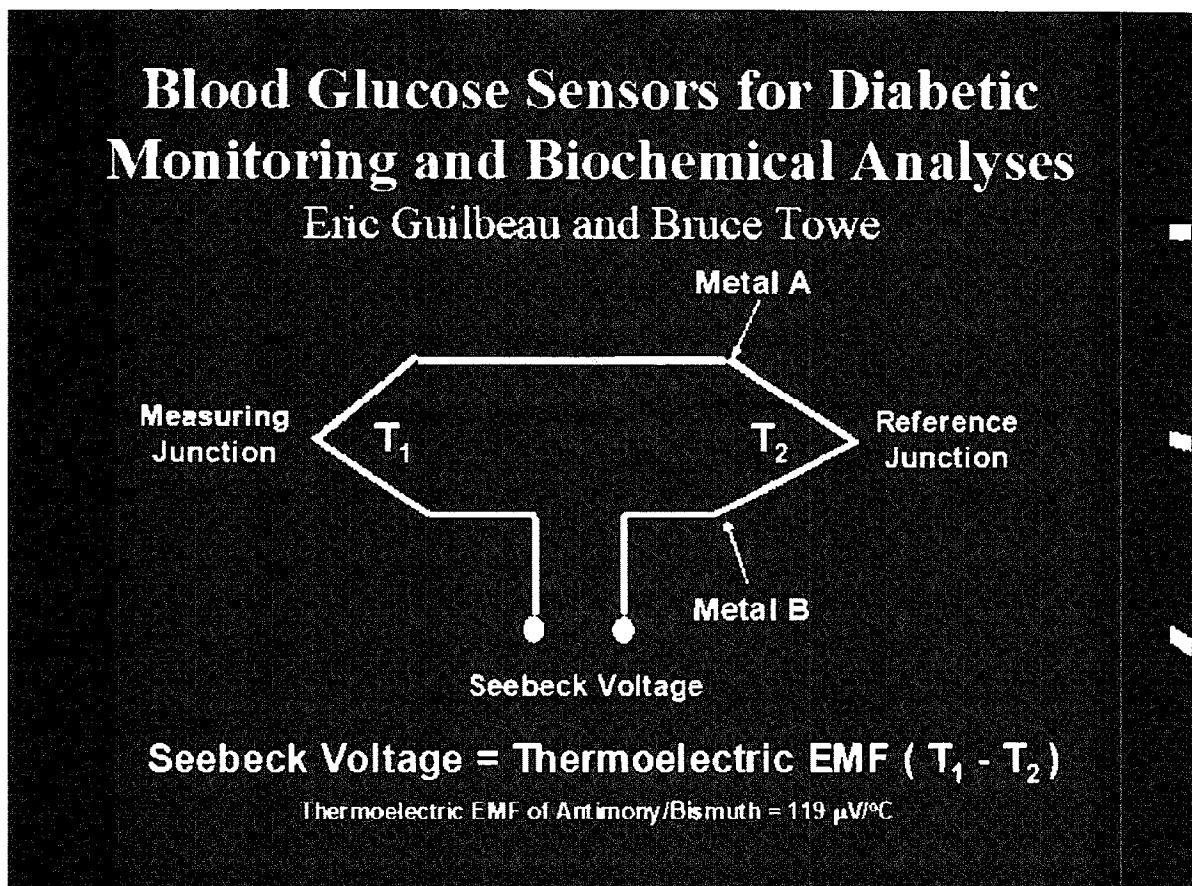 Blood Glucose Sensors for Diabetic
Monitoring and Biochemical Analyses
Eric Guilbeau and Bruce Towe
Metal A
Measuring
Junction
T₁
T₂
Reference
Junction
Metal B
Seebeck Voltage
Seebeck Voltage = Thermoelectric EMF ( T₁ - T₂ )
Thermoelectric EMF of Antimony/Bismuth = 119 μV/ºC